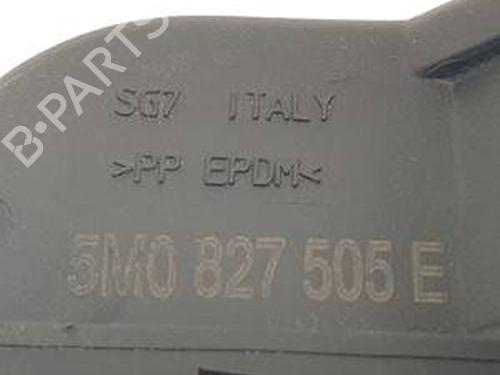 B-PARTS
SG7 ITALY
>PP EPDM<
5M0 827 505 E